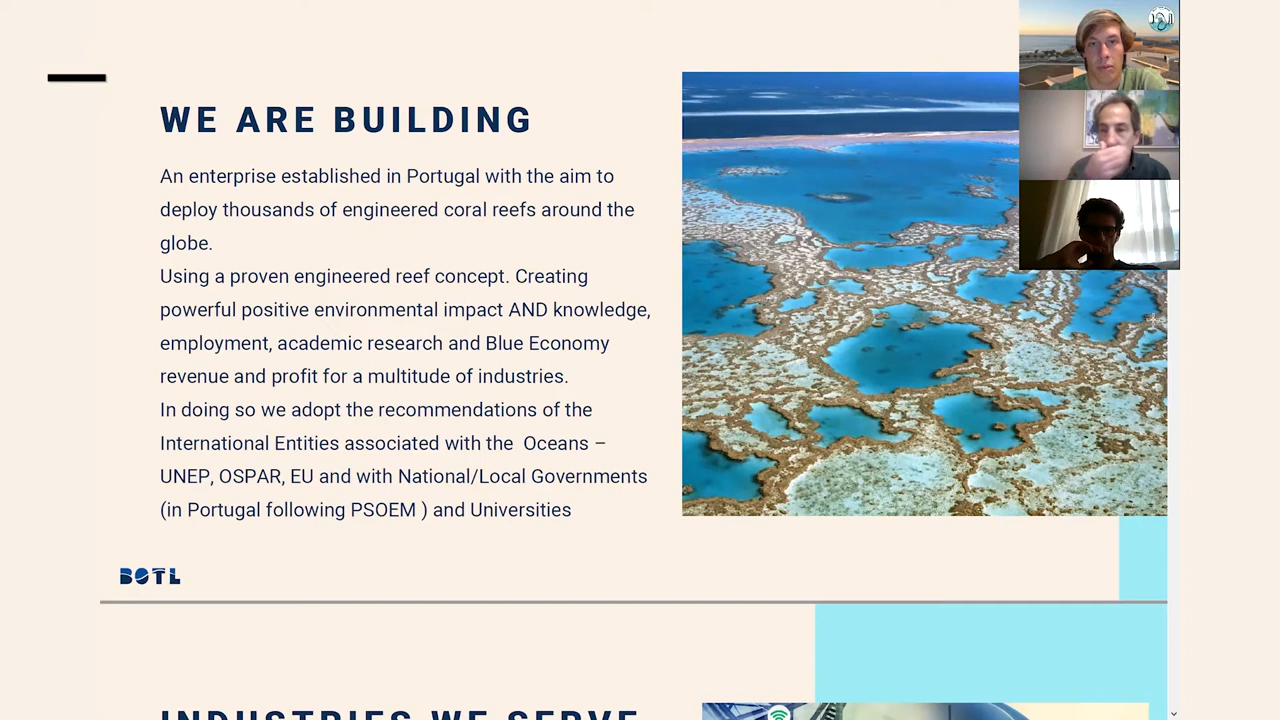 WE ARE BUILDING
An enterprise established in Portugal with the aim to
deploy thousands of engineered coral reefs around the
globe.
Using a proven engineered reef concept. Creating
powerful positive environmental impact AND knowledge,
employment, academic research and Blue Economy
revenue and profit for a multitude of industries.
In doing so we adopt the recommendations of the
International Entities associated with the  Oceans –
UNEP, OSPAR, EU and with National/Local Governments
(in Portugal following PSOEM ) and Universities
BOTL
INDUSTRIES WE SERVE